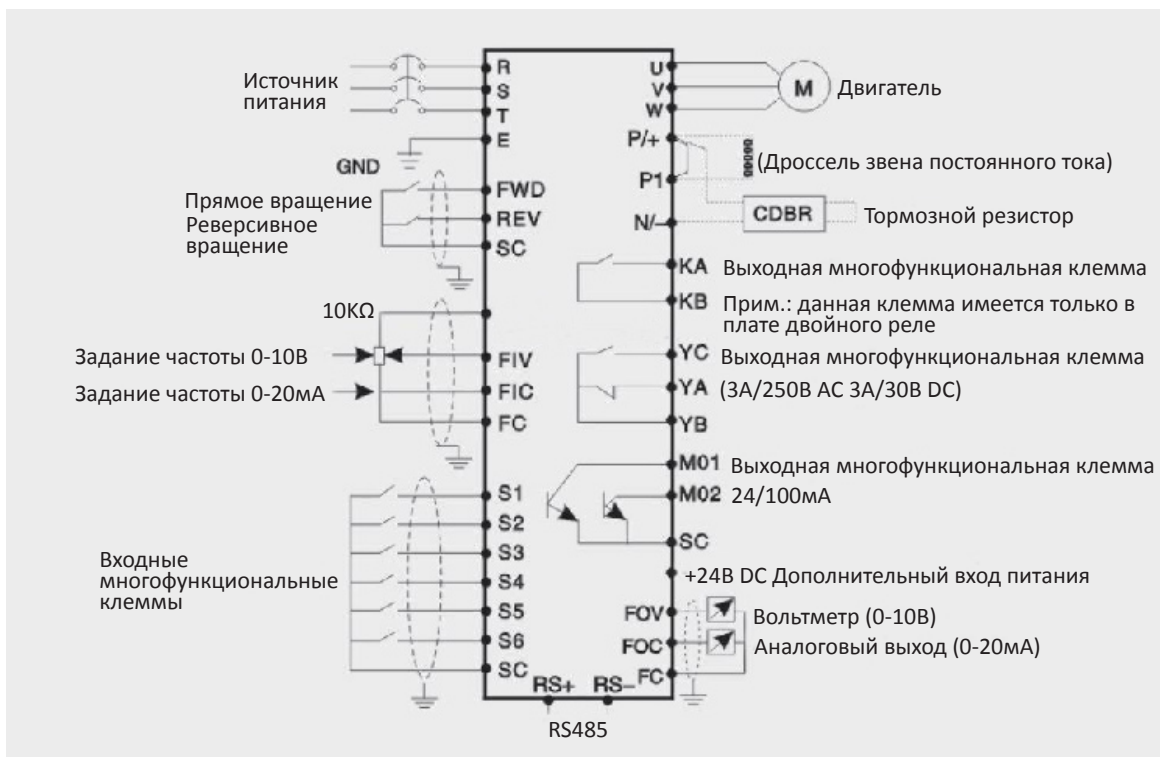 Источник
питания
R
S
T
E
GND
Прямое вращение
Реверсивное
вращение
FWD
REV
SC
10KΩ
Задание частоты 0-10В
FIV
Задание частоты 0-20мА
FIC
FC
Входные
многофункциональные
клеммы
S1
S2
S3
S4
S5
S6
SC
RS+ RS–
RS485
U
V
W
M
Двигатель
P/+
(Дроссель звена постоянного тока)
P1
CDBR
Тормозной резистор
N/–
KA Выходная многофункциональная клемма
KB Прим.: данная клемма имеется только в
плате двойного реле
YC Выходная многофункциональная клемма
YA (3А/250В AC 3А/30В DC)
YB
M01 Выходная многофункциональная клемма
M02 24/100мА
SC
+24В DC Дополнительный вход питания
FOV Вольтметр (0-10В)
FOC Аналоговый выход (0-20мА)
FC